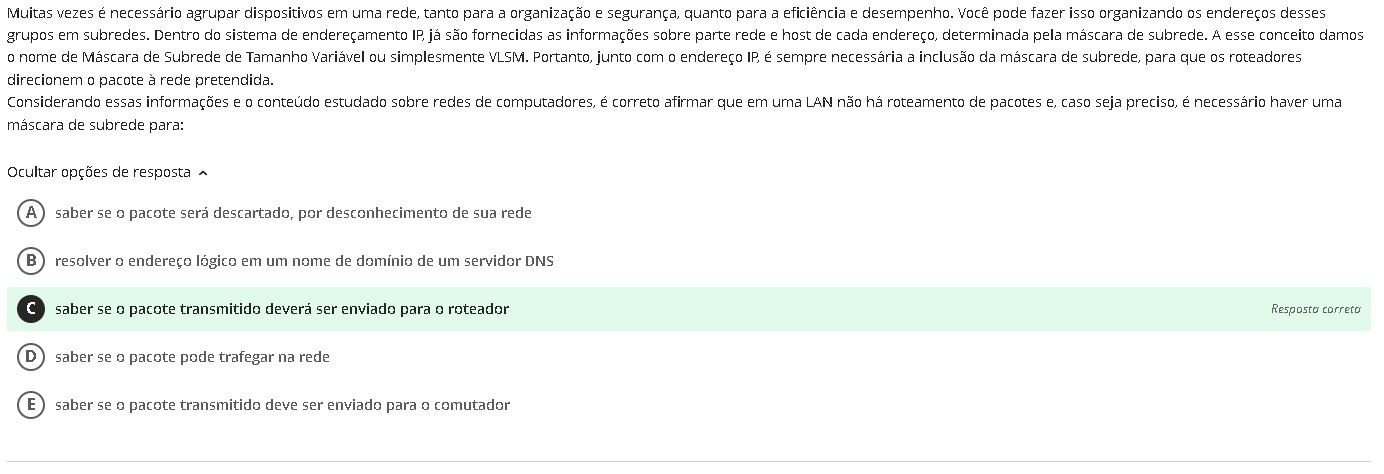 Muitas vezes é necessário agrupar dispositivos em uma rede, tanto para a organização e segurança, quanto para a eficiência e desempenho. Você pode fazer isso organizando os endereços desses
grupos em subredes. Dentro do sistema de endereçamento IP, já são fornecidas as informações sobre parte rede e host de cada endereço, determinada pela máscara de subrede. A esse conceito damos
o nome de Máscara de Subrede de Tamanho Variável ou simplesmente VLSM. Portanto, junto com o endereço IP, é sempre necessária a inclusão da máscara de subrede, para que os roteadores
direcionem o pacote à rede pretendida.
Considerando essas informações e o conteúdo estudado sobre redes de computadores, é correto afirmar que em uma LAN não há roteamento de pacotes e, caso seja preciso, é necessário haver uma
máscara de subrede para:
Ocultar opções de resposta
A saber se o pacote será descartado, por desconhecimento de sua rede
B resolver o endereço lógico em um nome de domínio de um servidor DNS
C saber se o pacote transmitido deverá ser enviado para o roteador Resposta correta
D saber se o pacote pode trafegar na rede
E saber se o pacote transmitido deve ser enviado para o comutador